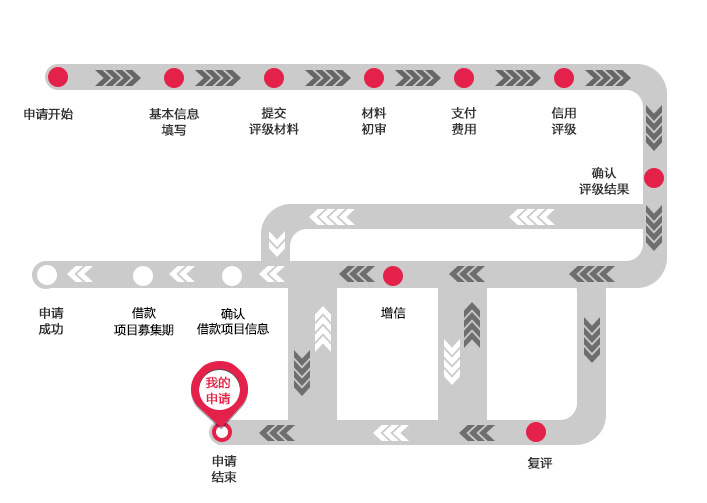 申请开始
基本信息
填写
提交
评级材料
材料
初审
支付
费用
信用
评级
确认
评级结果
申请
成功
借款
项目募集期
确认
借款项目信息
增信
我的
申请
申请
结束
复评